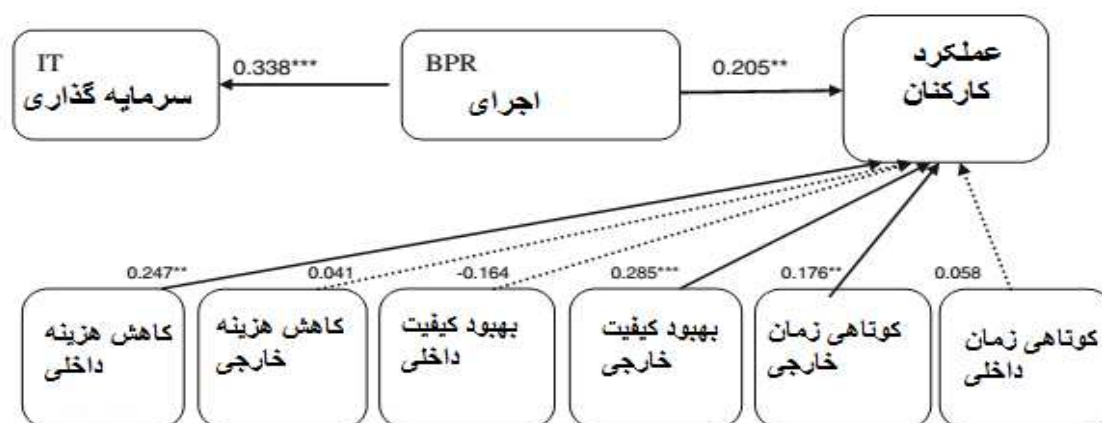 IT
سرمایه گذاری
0.338***
BPR
اجرای
0.205**
عملکرد
کارکنان
0.247**
0.041
-0.164
0.285***
0.176**
0.058
کاهش هزینه
داخلی
کاهش هزینه
خارجی
بهبود کیفیت
داخلی
بهبود کیفیت
خارجی
کوتاهی زمان
خارجی
کوتاهی زمان
داخلی